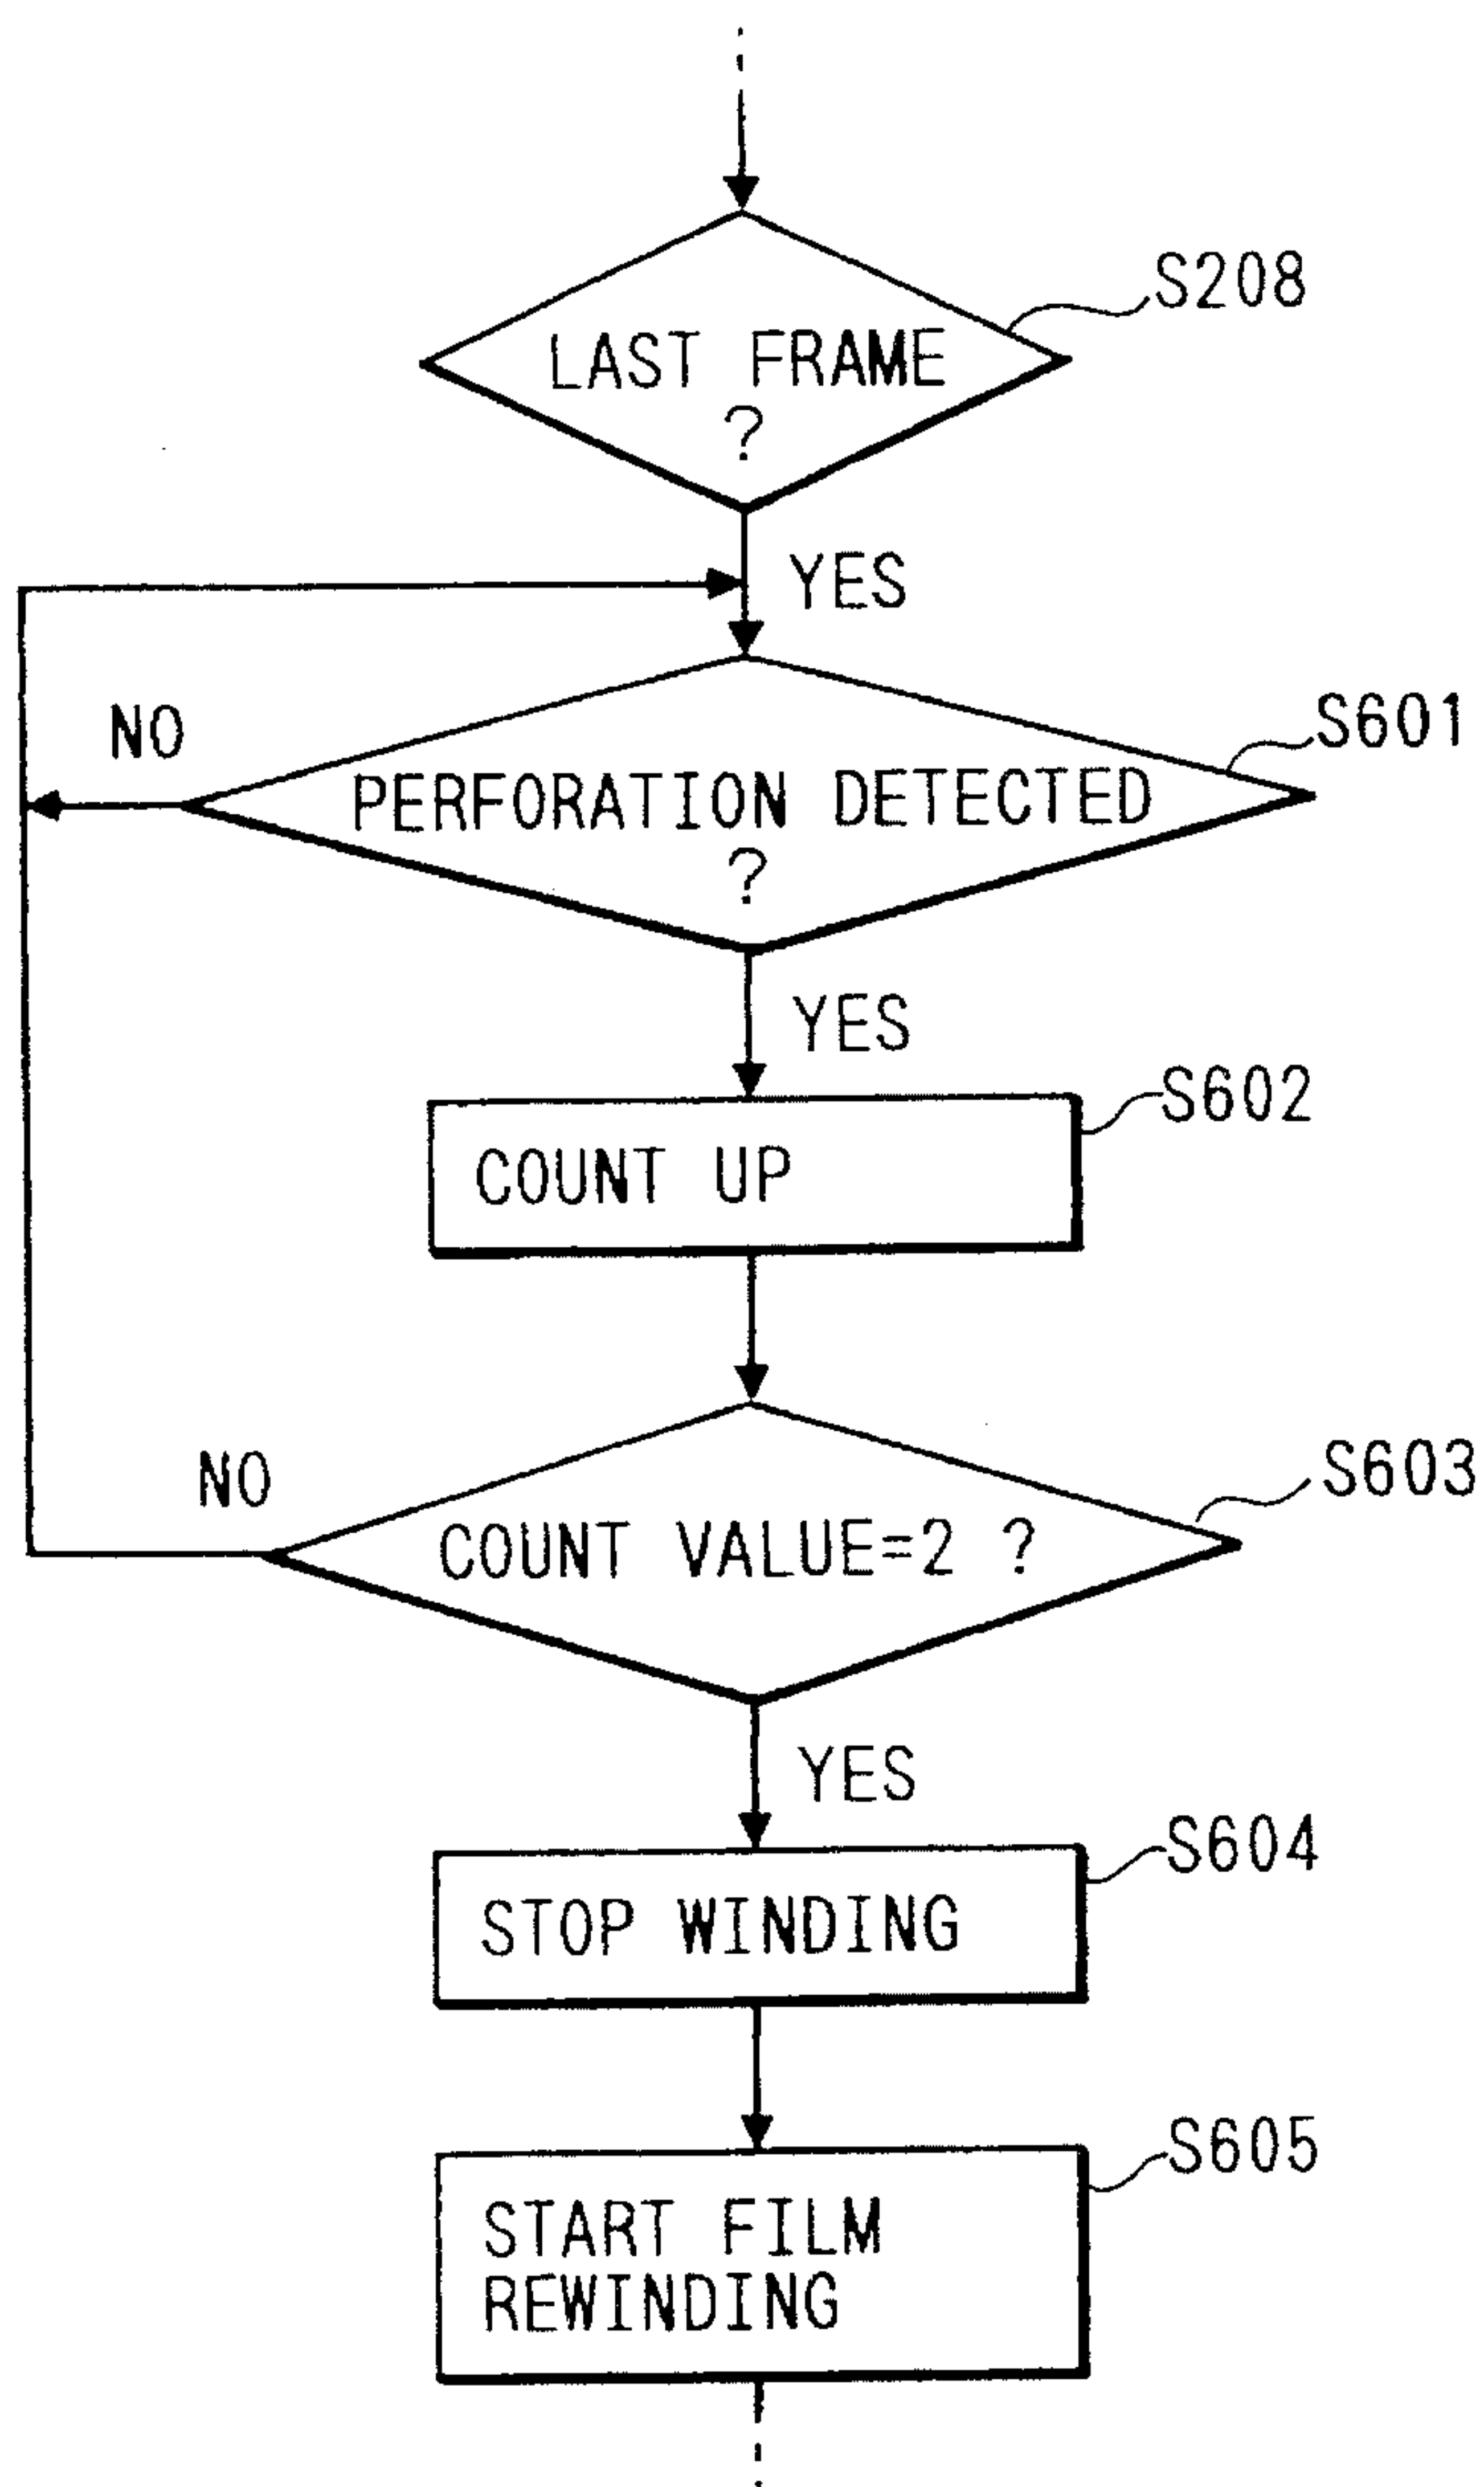 S208
LAST FRAME
?
YES
NO
S601
PERFORATION DETECTED
?
YES
S602
COUNT UP
NO
S603
COUNT VALUE=2 ?
YES
S604
STOP WINDING
S605
START FILM
REWINDING